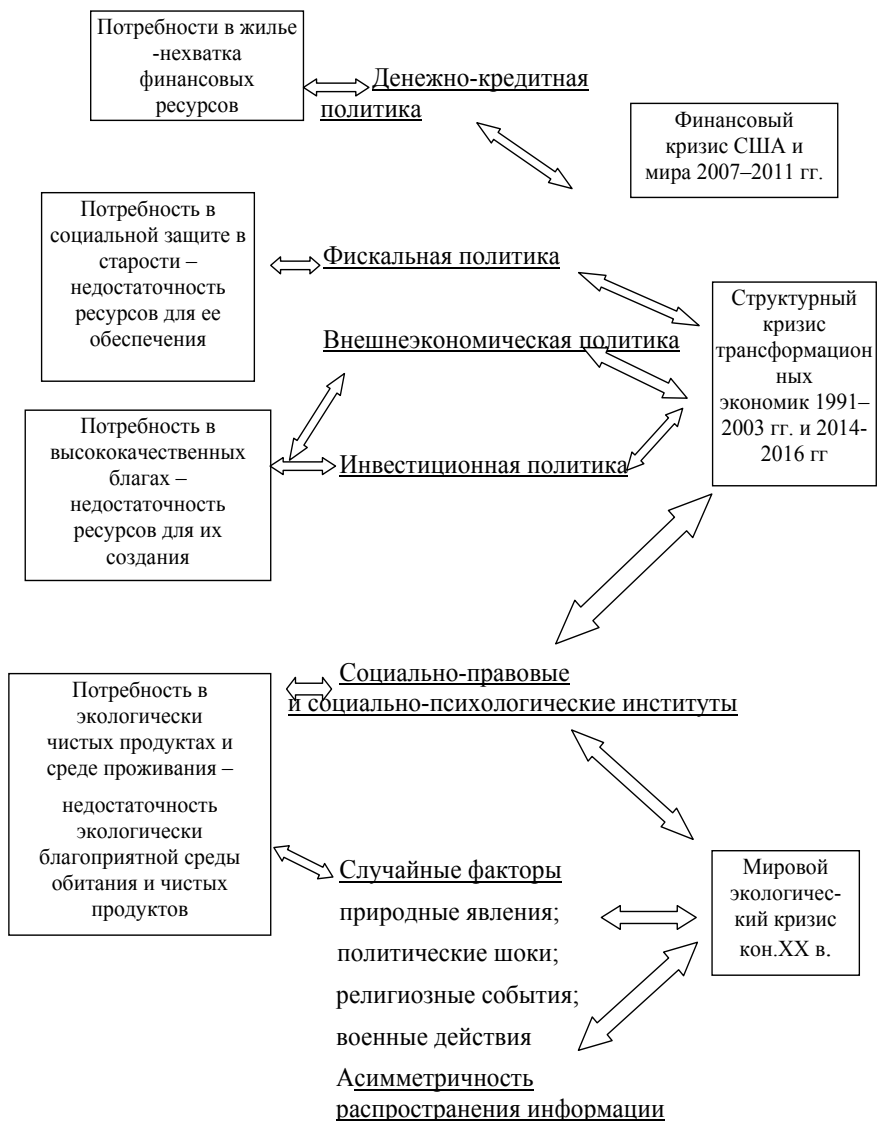 Потребности в жилье
-нехватка
финансовых
ресурсов
Денежно-кредитная
политика
Финансовый
кризис США и
мира 2007–2011 гг.
Потребность в
социальной защите в
старости –
недостаточность
ресурсов для ее
обеспечения
Фискальная политика
Внешнеэкономическая политика
Структурный
кризис
трансформацион
ных
экономик 1991–
2003 гг. и 2014-
2016 гг
Потребность в
высококачественных
благах –
недостаточность
ресурсов для их
создания
Инвестиционная политика
Потребность в
экологически
чистых продуктах и
среде проживания –
недостаточность
экологически
благоприятной среды
обитания и чистых
продуктов
Социально-правовые
и социально-психологические институты
Случайные факторы
природные явления;
политические шоки;
религиозные события;
военные действия
Асимметричность
распространения информации
Мировой
экологичес-
кий кризис
кон.XX в.